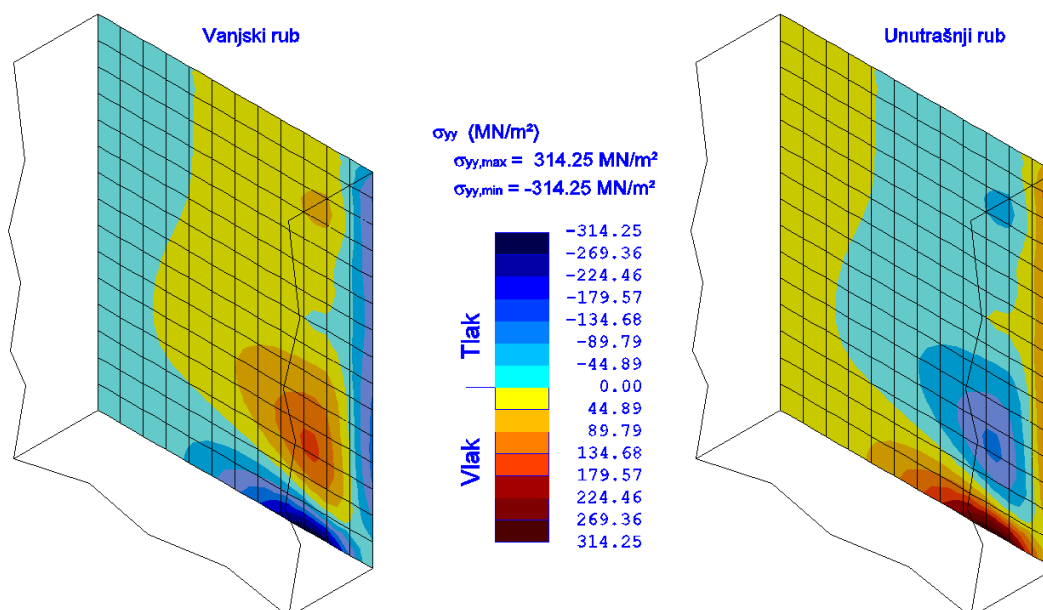 Vanjski rub
Unutrašnji rub
σyy (MN/m²)
σyy,max = 314.25 MN/m²
σyy,min = -314.25 MN/m²
-314.25
-269.36
-224.46
-179.57
-134.68
-89.79
-44.89
0.00
44.89
89.79
134.68
179.57
224.46
269.36
314.25
Tlak
Vlak